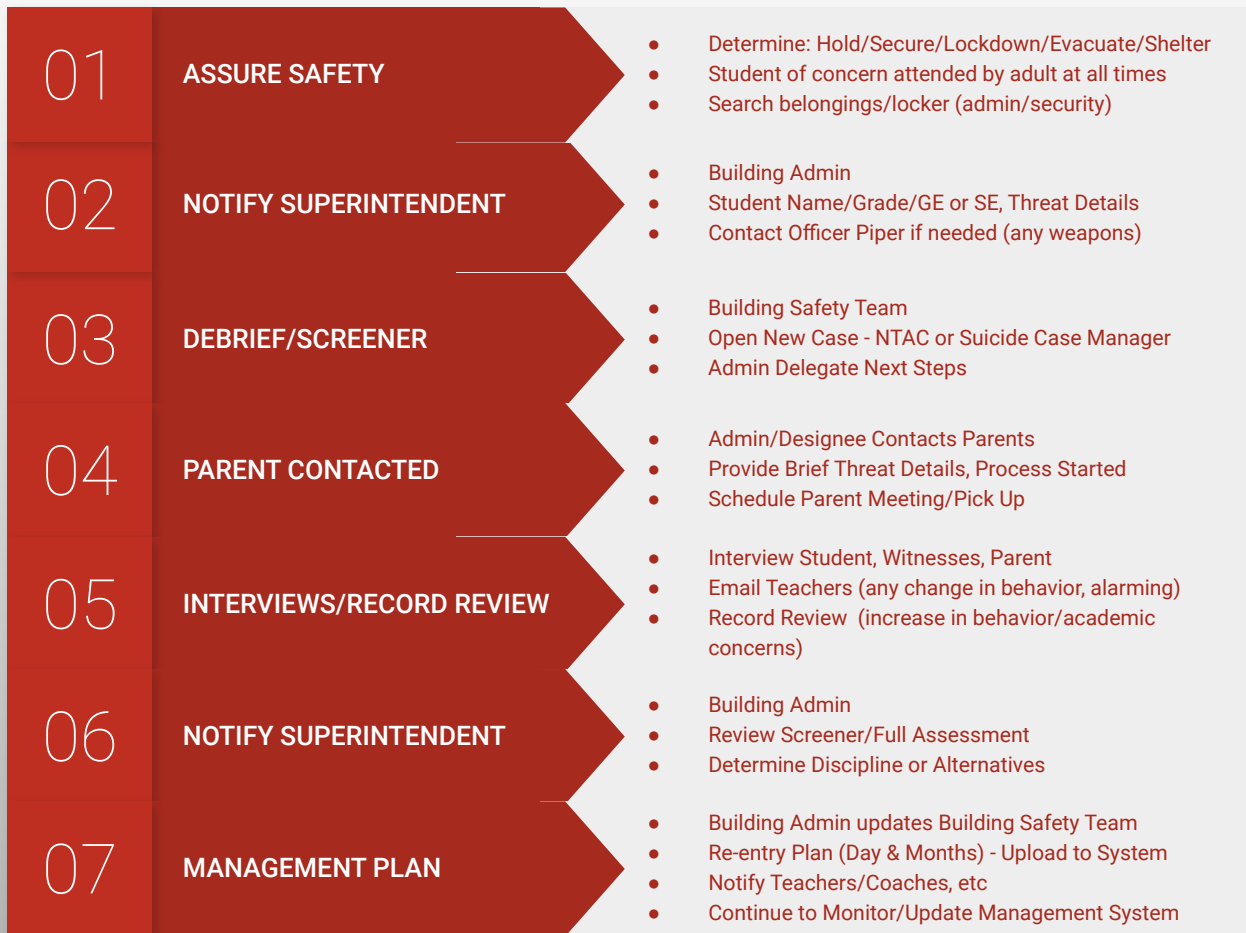 01
ASSURE SAFETY
● Determine: Hold/Secure/Lockdown/Evacuate/Shelter
● Student of concern attended by adult at all times
● Search belongings/locker (admin/security)
02
NOTIFY SUPERINTENDENT
● Building Admin
● Student Name/Grade/GE or SE, Threat Details
● Contact Officer Piper if needed (any weapons)
03
DEBRIEF/SCREENER
● Building Safety Team
● Open New Case - NTAC or Suicide Case Manager
● Admin Delegate Next Steps
04
PARENT CONTACTED
● Admin/Designee Contacts Parents
● Provide Brief Threat Details, Process Started
● Schedule Parent Meeting/Pick Up
05
INTERVIEWS/RECORD REVIEW
● Interview Student, Witnesses, Parent
● Email Teachers (any change in behavior, alarming)
● Record Review  (increase in behavior/academic
concerns)
06
NOTIFY SUPERINTENDENT
● Building Admin
● Review Screener/Full Assessment
● Determine Discipline or Alternatives
07
MANAGEMENT PLAN
● Building Admin updates Building Safety Team
● Re-entry Plan (Day & Months) - Upload to System
● Notify Teachers/Coaches, etc
● Continue to Monitor/Update Management System